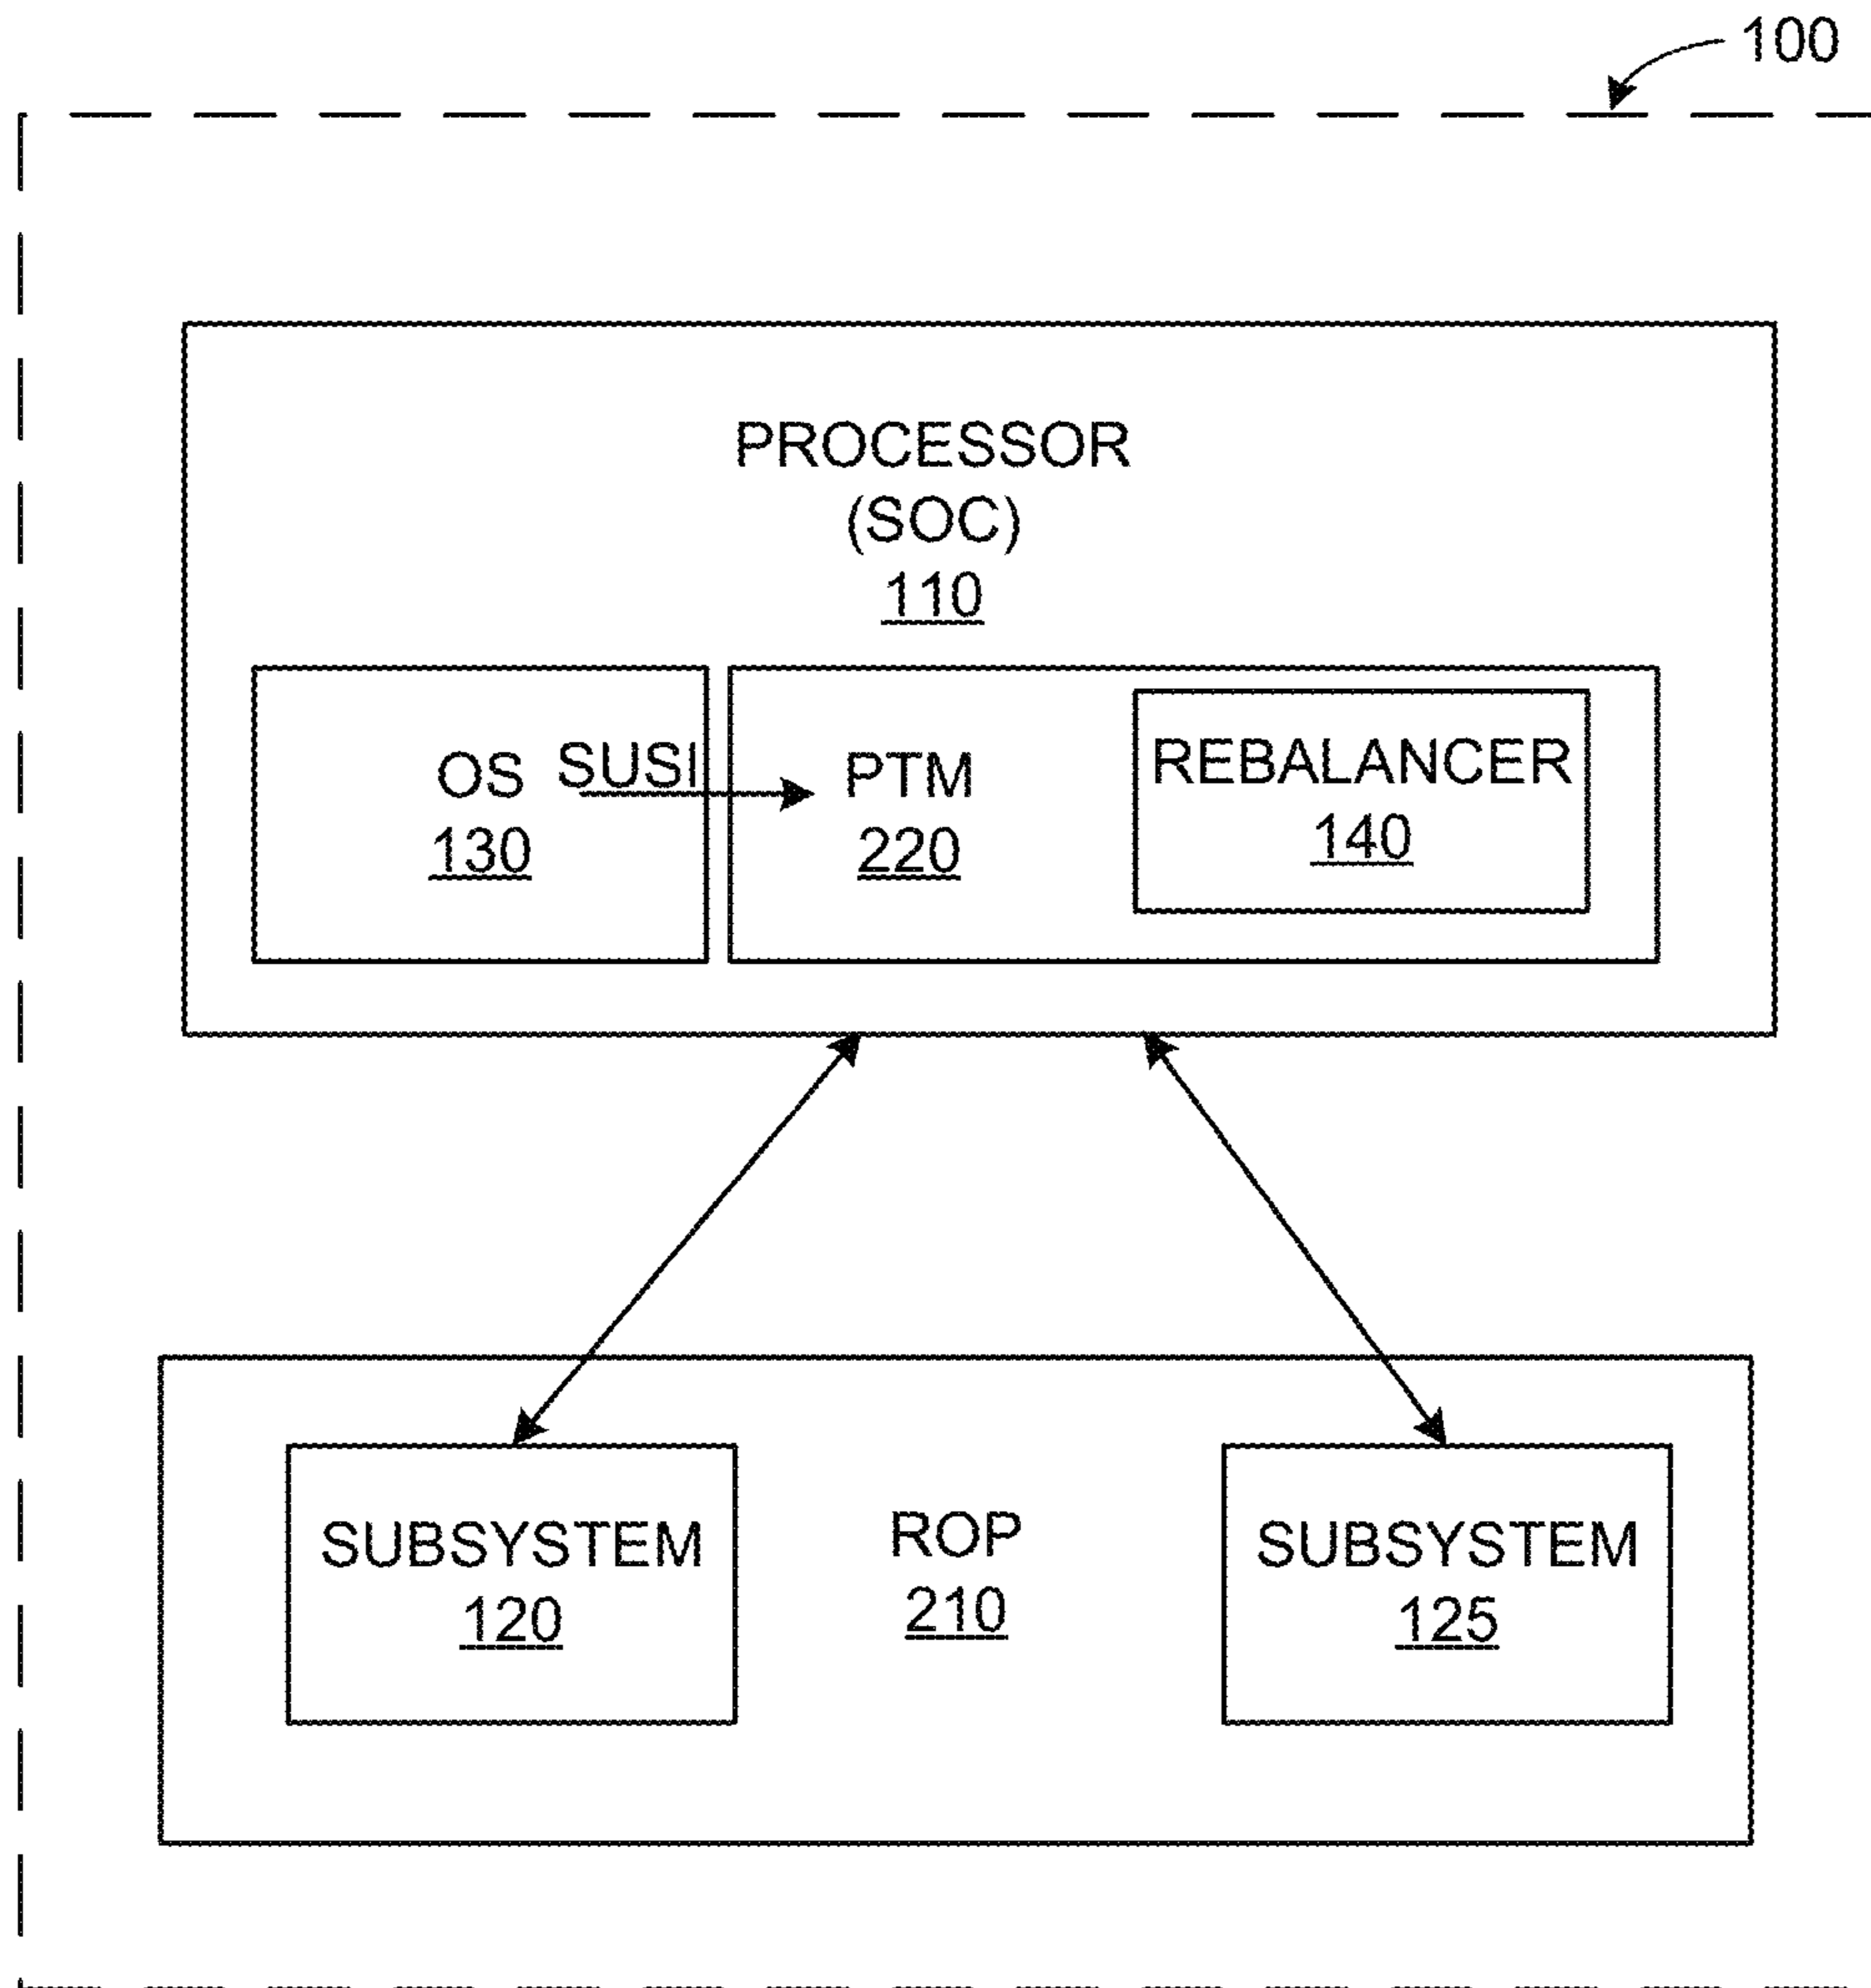 100
PROCESSOR
(SOC)
110
OS
130
SUSI
PTM
220
REBALANCER
140
SUBSYSTEM
120
ROP
210
SUBSYSTEM
125